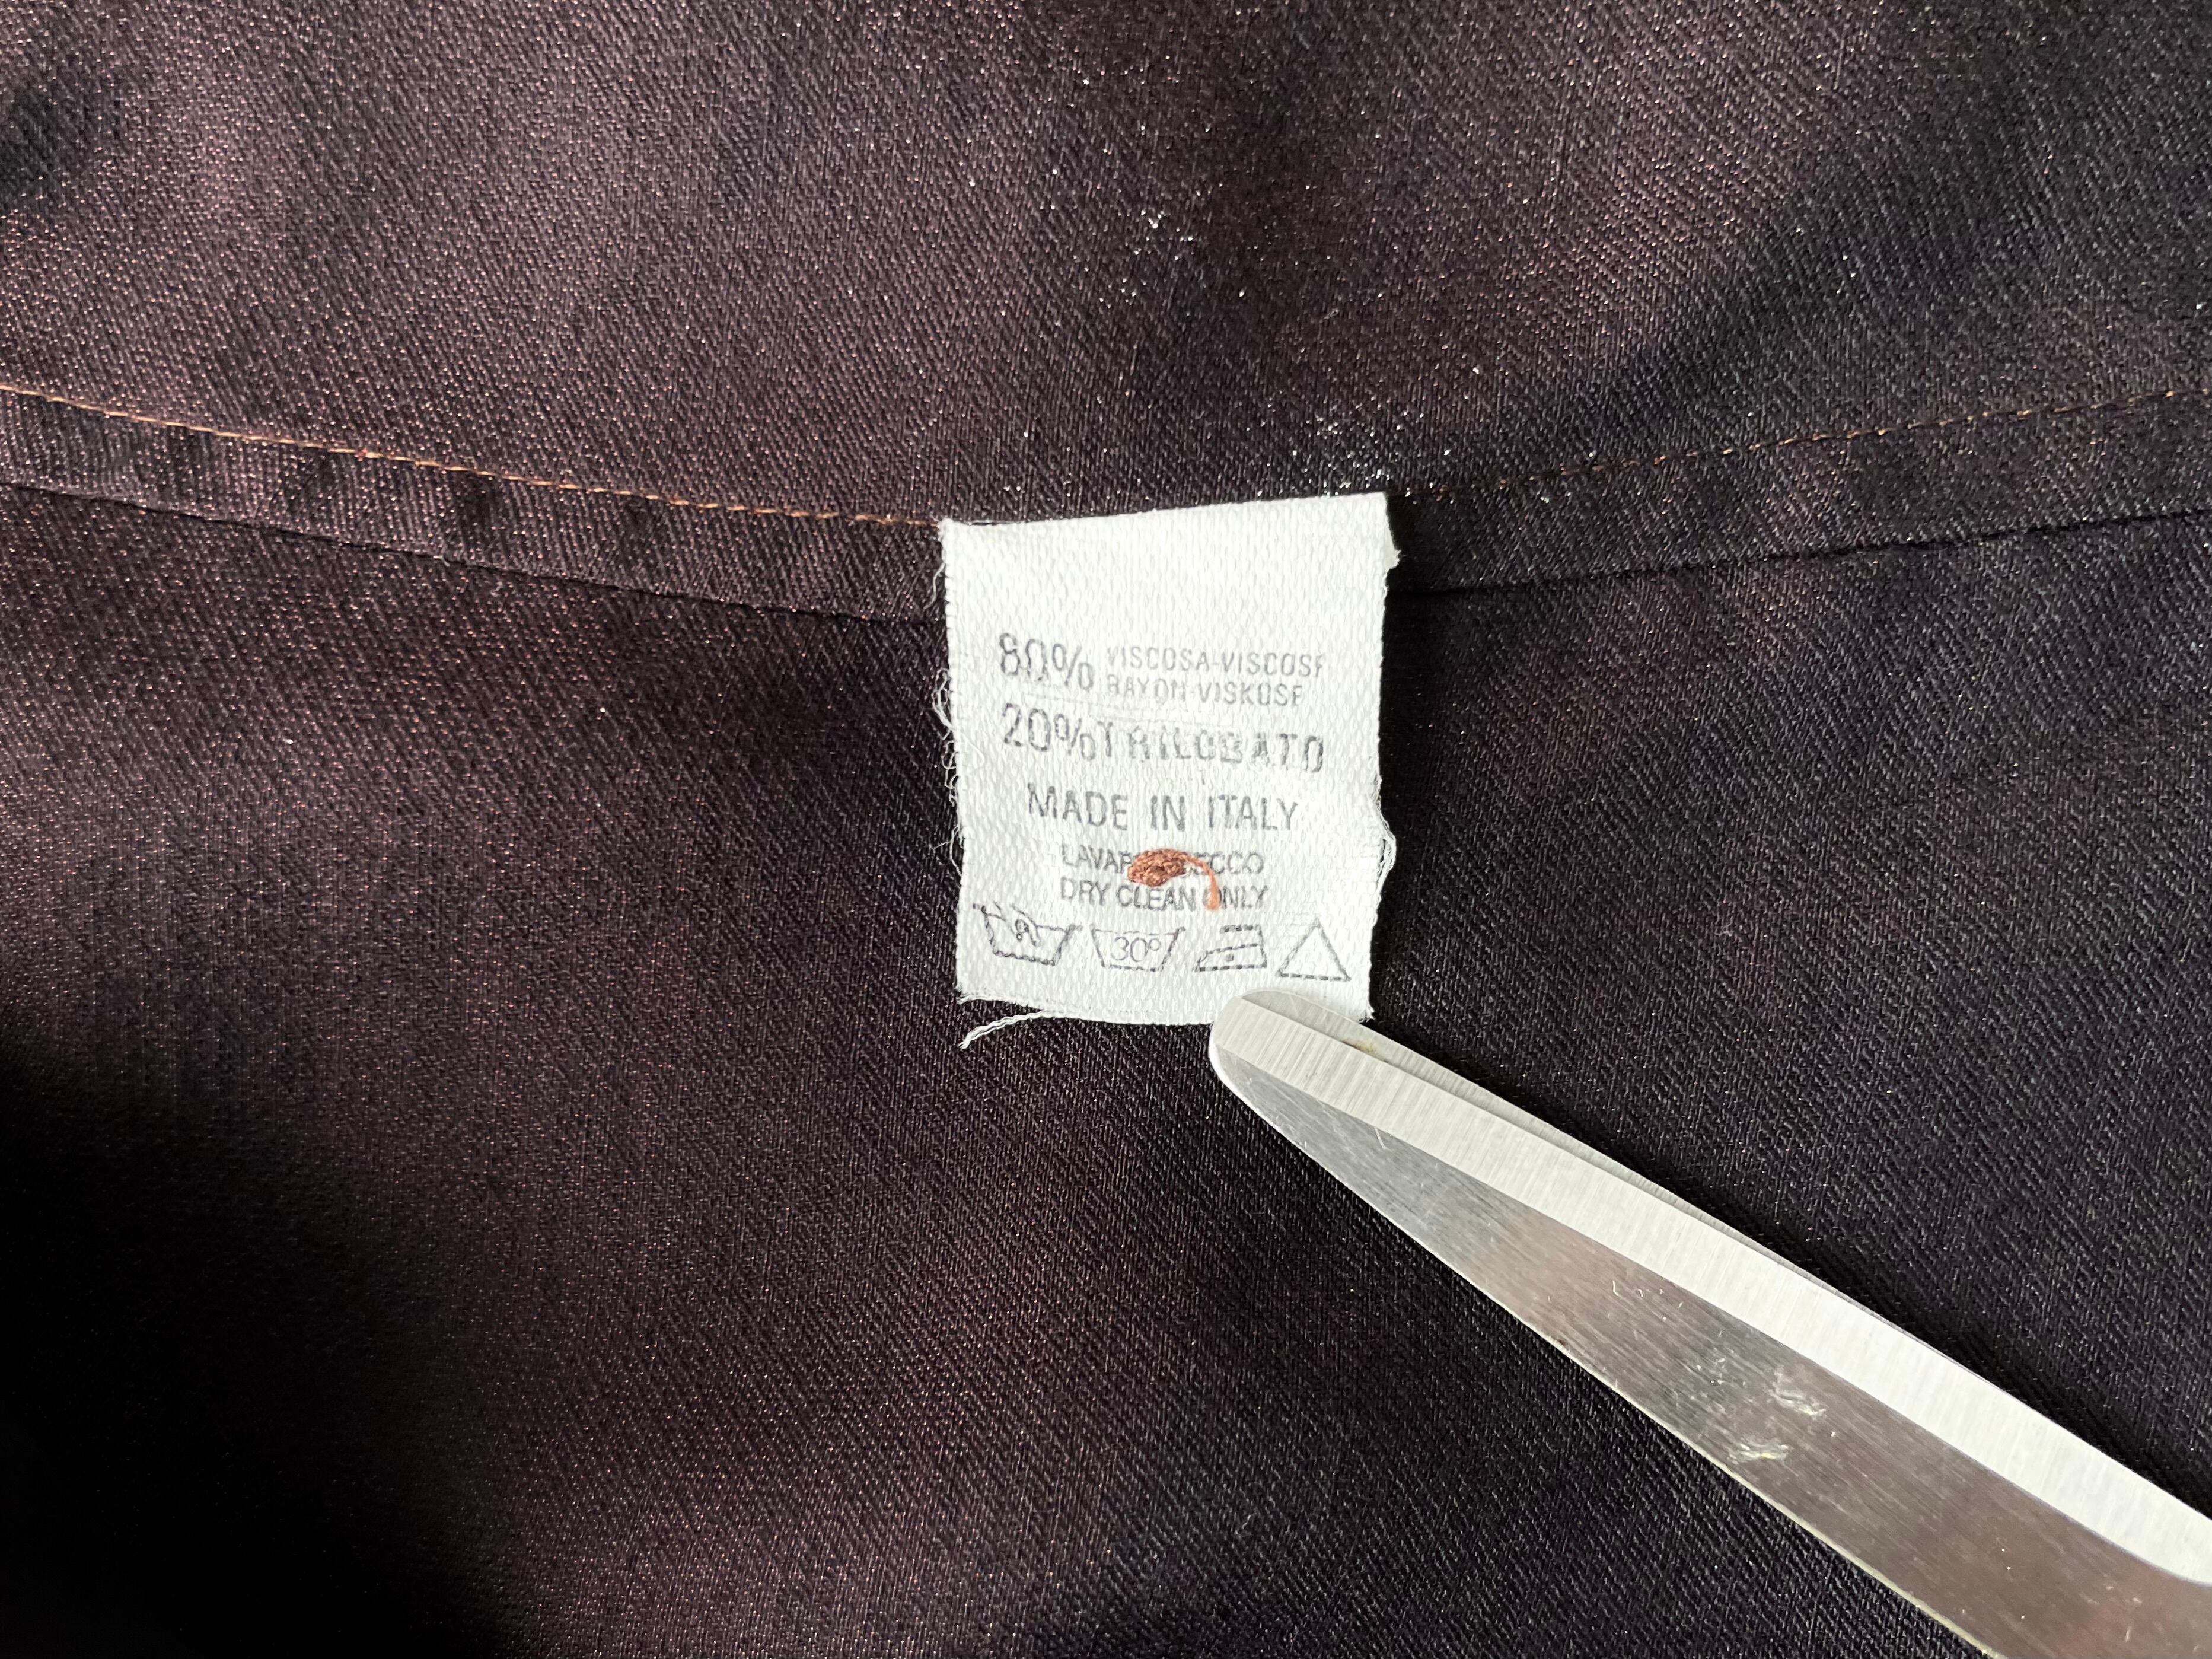 80% VISCOSA-VISCOSE
RAYON-VISKOSE
20% TRILOBATO
MADE IN ITALY
DRY CLEAN ONLY
30°